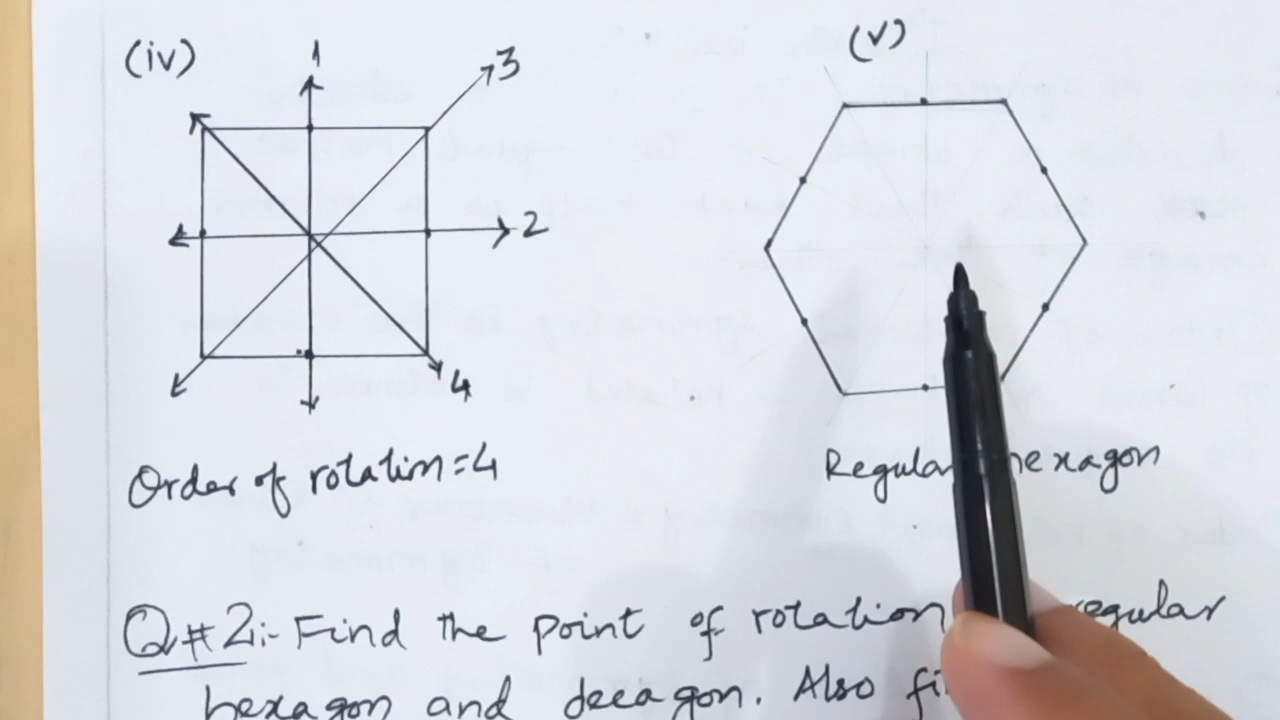 (iv)
1
3
2
4
Order of rotation=4
(v)
Regular hexagon
Q#2:- Find the point of rotation regular
hexagon and decagon. Also